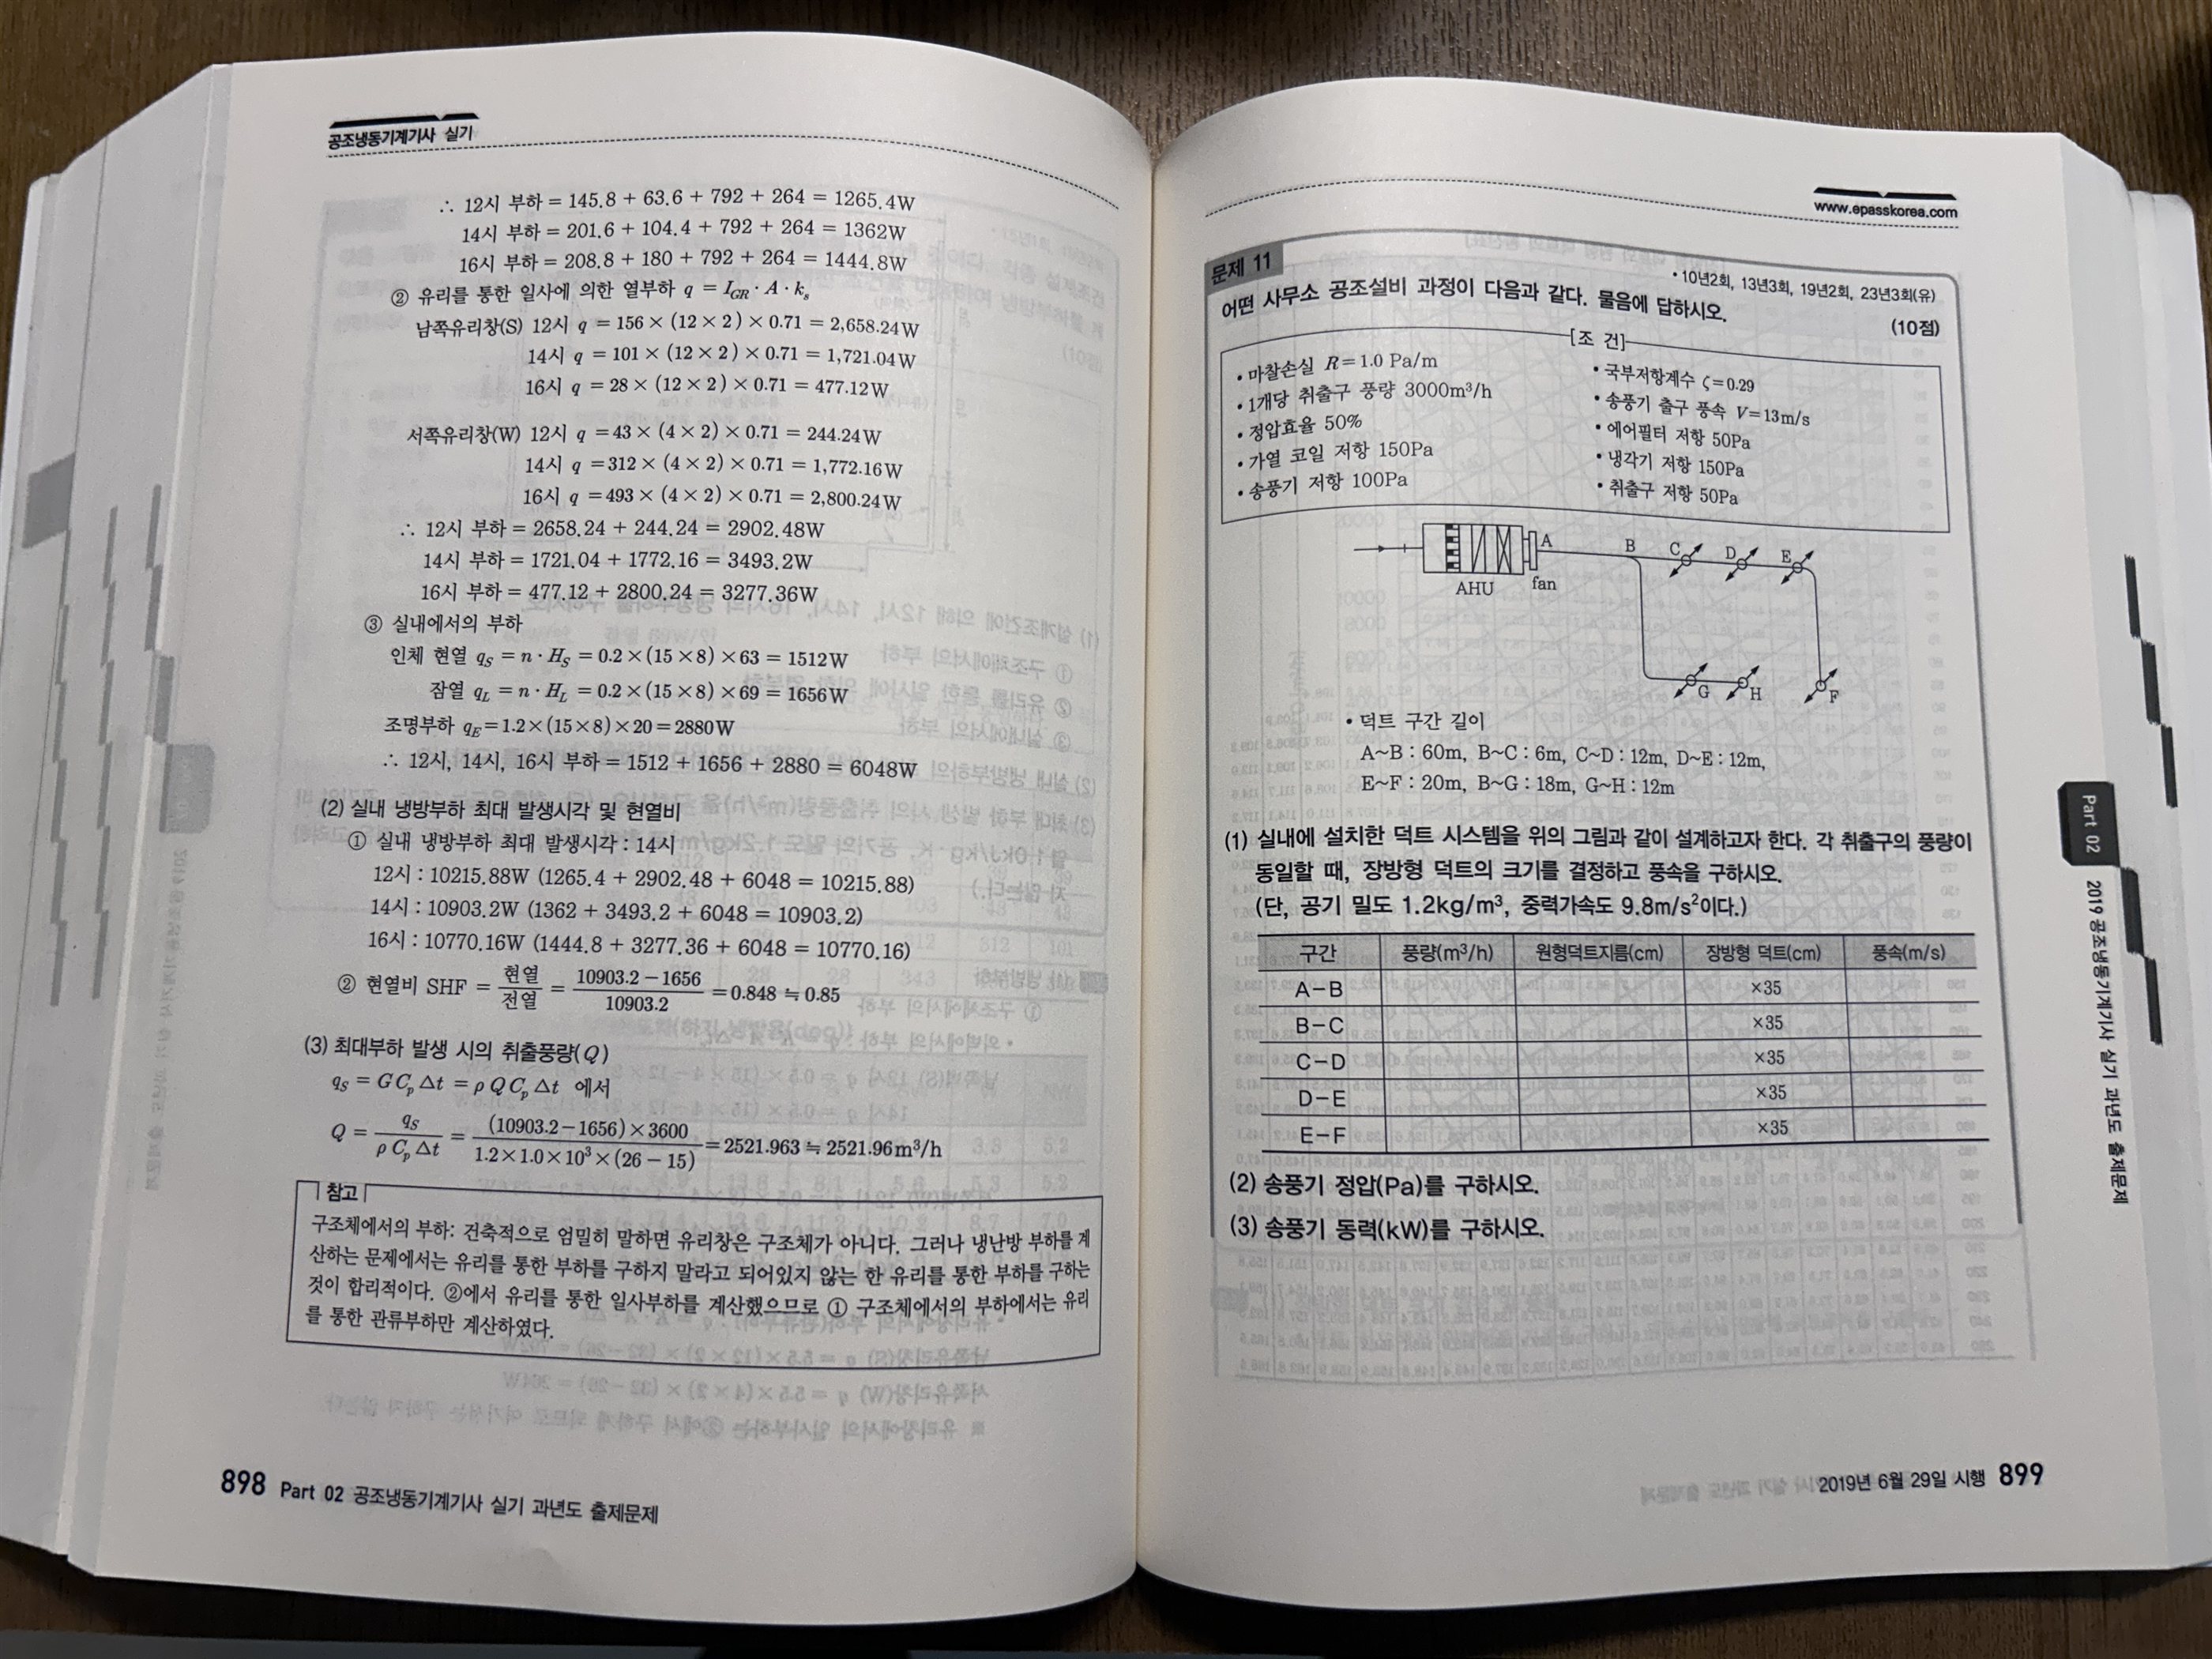 공조냉동기계기사 실기
∴ 12시 부하 = 145.8 + 63.6 + 792 + 264 = 1265.4W
14시 부하 = 201.6 + 104.4 + 792 + 264 = 1362W
16시 부하 = 208.8 + 180 + 792 + 264 = 1444.8W
② 유리를 통한 일사에 의한 열부하 q = I_GR · A · k_s
남쪽유리창(S) 12시 q = 156 × (12 × 2) × 0.71 = 2,658.24W
14시 q = 101 × (12 × 2) × 0.71 = 1,721.04W
16시 q = 28 × (12 × 2) × 0.71 = 477.12W
서쪽유리창(W) 12시 q = 43 × (4 × 2) × 0.71 = 244.24W
14시 q = 312 × (4 × 2) × 0.71 = 1,772.16W
16시 q = 493 × (4 × 2) × 0.71 = 2,800.24W
∴ 12시 부하 = 2658.24 + 244.24 = 2902.48W
14시 부하 = 1721.04 + 1772.16 = 3493.2W
16시 부하 = 477.12 + 2800.24 = 3277.36W
③ 실내에서의 부하
인체 현열 q_S = n · H_S = 0.2 × (15 × 8) × 63 = 1512W
잠열 q_L = n · H_L = 0.2 × (15 × 8) × 69 = 1656W
조명부하 q_E = 1.2 × (15 × 8) × 20 = 2880W
∴ 12시, 14시, 16시 부하 = 1512 + 1656 + 2880 = 6048W
(2) 실내 냉방부하 최대 발생시각 및 현열비
① 실내 냉방부하 최대 발생시각 : 14시
12시 : 10215.88W (1265.4 + 2902.48 + 6048 = 10215.88)
14시 : 10903.2W (1362 + 3493.2 + 6048 = 10903.2)
16시 : 10770.16W (1444.8 + 3277.36 + 6048 = 10770.16)
② 현열비 SHF = 현열/전열 = (10903.2 − 1656)/10903.2 = 0.848 ≒ 0.85
(3) 최대부하 발생 시의 취출풍량(Q)
q_S = G C_p Δt = ρ Q C_p Δt 에서
Q = q_S/(ρ C_p Δt) = ((10903.2 − 1656) × 3600)/(1.2 × 1.0 × 10³ × (26 − 15)) = 2521.963 ≒ 2521.96m³/h
참고
구조체에서의 부하: 건축적으로 엄밀히 말하면 유리창은 구조체가 아니다. 그러나 냉난방 부하를 계
산하는 문제에서는 유리를 통한 부하를 구하지 말라고 되어있지 않는 한 유리를 통한 부하를 구하는
것이 합리적이다. ②에서 유리를 통한 일사부하를 계산했으므로 ① 구조체에서의 부하에서는 유리
를 통한 관류부하만 계산하였다.
898 Part 02 공조냉동기계기사 실기 과년도 출제문제
www.epasskorea.com
문제 11
• 10년2회, 13년3회, 19년2회, 23년3회(유)
어떤 사무소 공조설비 과정이 다음과 같다. 물음에 답하시오.
(10점)
[조 건]
• 마찰손실 R = 1.0 Pa/m
• 1개당 취출구 풍량 3000m³/h
• 정압효율 50%
• 가열 코일 저항 150Pa
• 송풍기 저항 100Pa
• 국부저항계수 ζ = 0.29
• 송풍기 출구 풍속 V = 13m/s
• 에어필터 저항 50Pa
• 냉각기 저항 150Pa
• 취출구 저항 50Pa
A B C D E
AHU fan
G H F
• 덕트 구간 길이
A~B : 60m, B~C : 6m, C~D : 12m, D~E : 12m,
E~F : 20m, B~G : 18m, G~H : 12m
(1) 실내에 설치한 덕트 시스템을 위의 그림과 같이 설계하고자 한다. 각 취출구의 풍량이
동일할 때, 장방형 덕트의 크기를 결정하고 풍속을 구하시오.
(단, 공기 밀도 1.2kg/m³, 중력가속도 9.8m/s²이다.)
구간 풍량(m³/h) 원형덕트지름(cm) 장방형 덕트(cm) 풍속(m/s)
A−B ×35
B−C ×35
C−D ×35
D−E ×35
E−F ×35
(2) 송풍기 정압(Pa)를 구하시오.
(3) 송풍기 동력(kW)를 구하시오.
Part 02
2019 공조냉동기계기사 실기 과년도 출제문제
2019년 6월 29일 시행 899